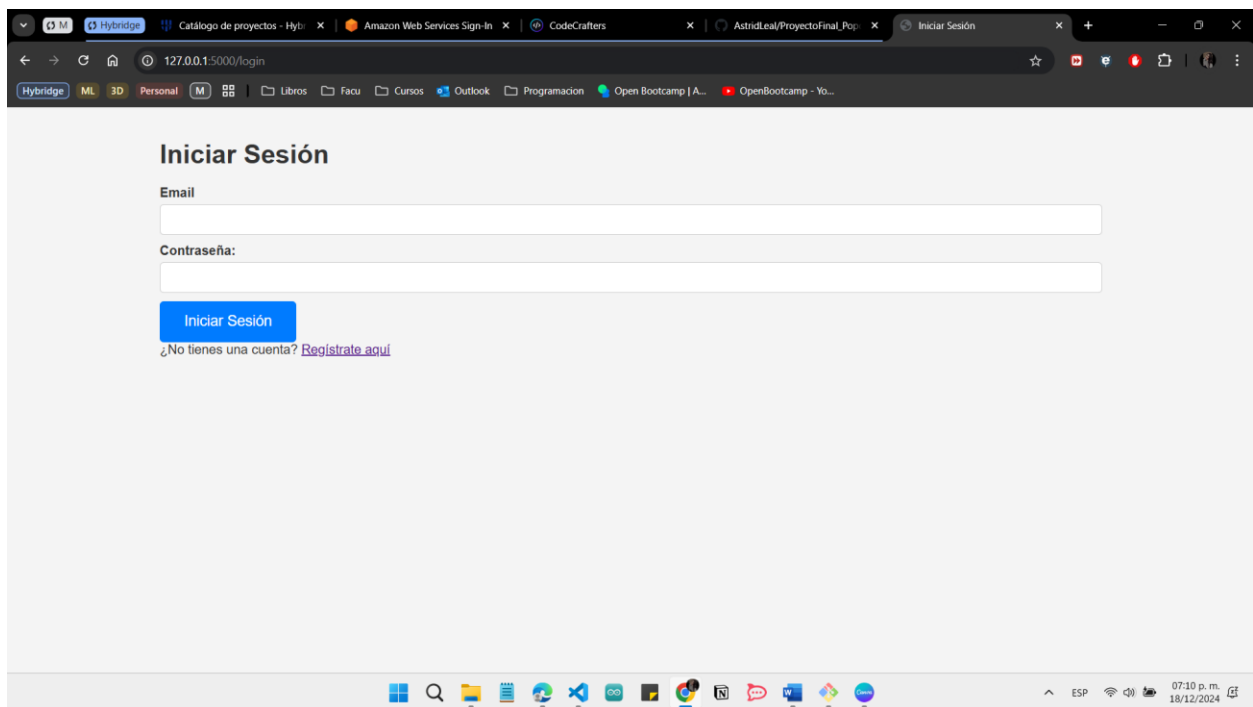 M
Hybridge
Catálogo de proyectos - Hyb
Amazon Web Services Sign-In
CodeCrafters
AstridLeal/ProyectoFinal_Pop
Iniciar Sesión
127.0.0.1:5000/login
Hybridge
ML
3D
Personal
M
Libros
Facu
Cursos
Outlook
Programacion
Open Bootcamp | A...
OpenBootcamp - Yo...
Iniciar Sesión
Email
Contraseña:
Iniciar Sesión
¿No tienes una cuenta? Regístrate aquí
ESP
07:10 p. m.
18/12/2024